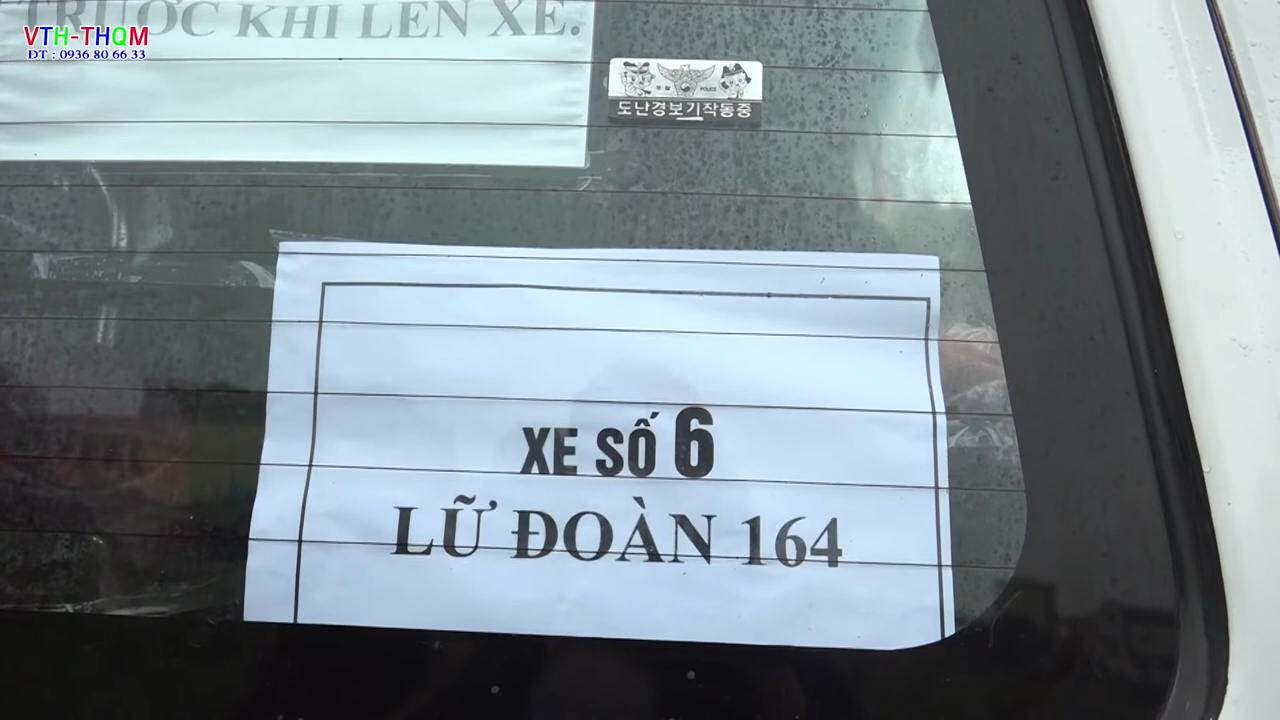 TRƯỚC KHI LÊN XE.
VTH-THQM
ĐT : 0936 80 66 33
POLICE
도난경보기작동중
XE SỐ 6
LỮ ĐOÀN 164